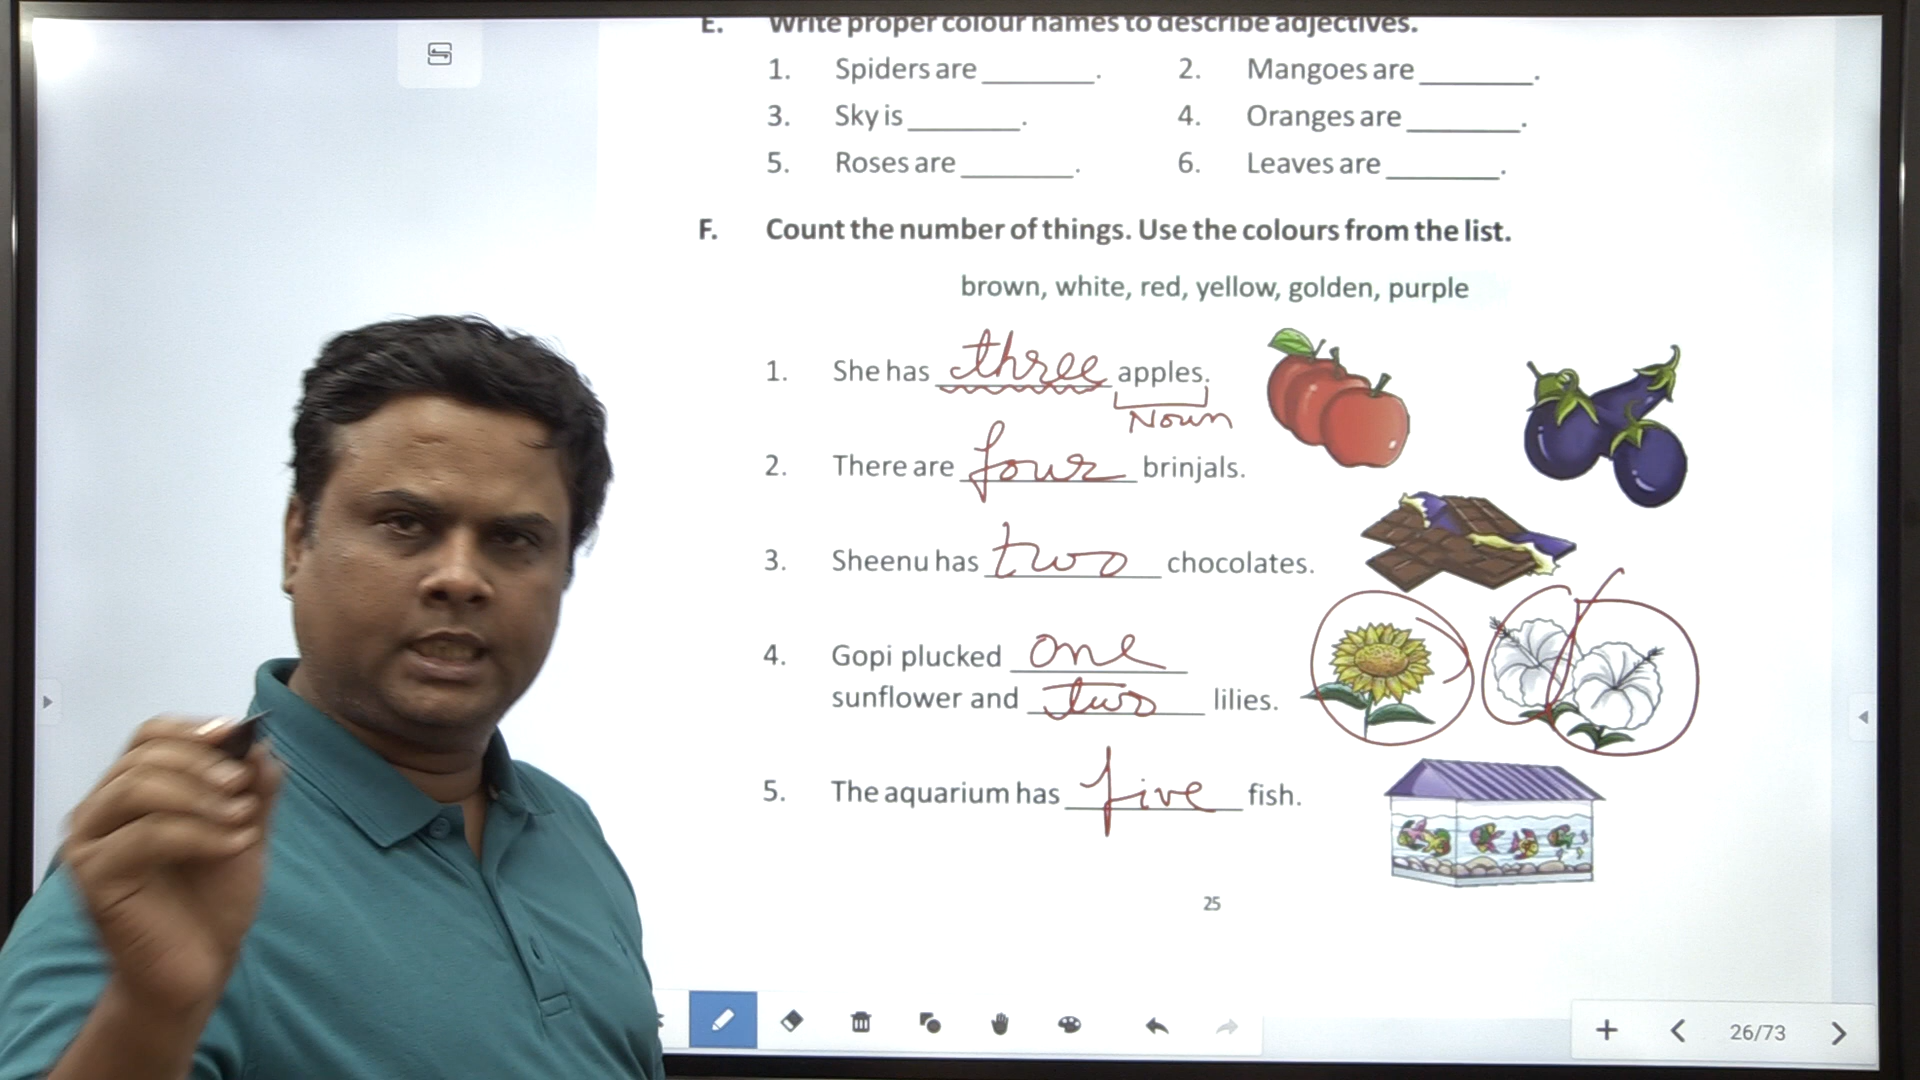 E. Write proper colour names to describe adjectives.
1. Spiders are ________. 2. Mangoes are ________.
3. Sky is ________. 4. Oranges are ________.
5. Roses are ________. 6. Leaves are ________.
F. Count the number of things. Use the colours from the list.
brown, white, red, yellow, golden, purple
1. She has three apples.
Noun
2. There are four brinjals.
3. Sheenu has two chocolates.
4. Gopi plucked one
sunflower and two lilies.
5. The aquarium has five fish.
25
26/73